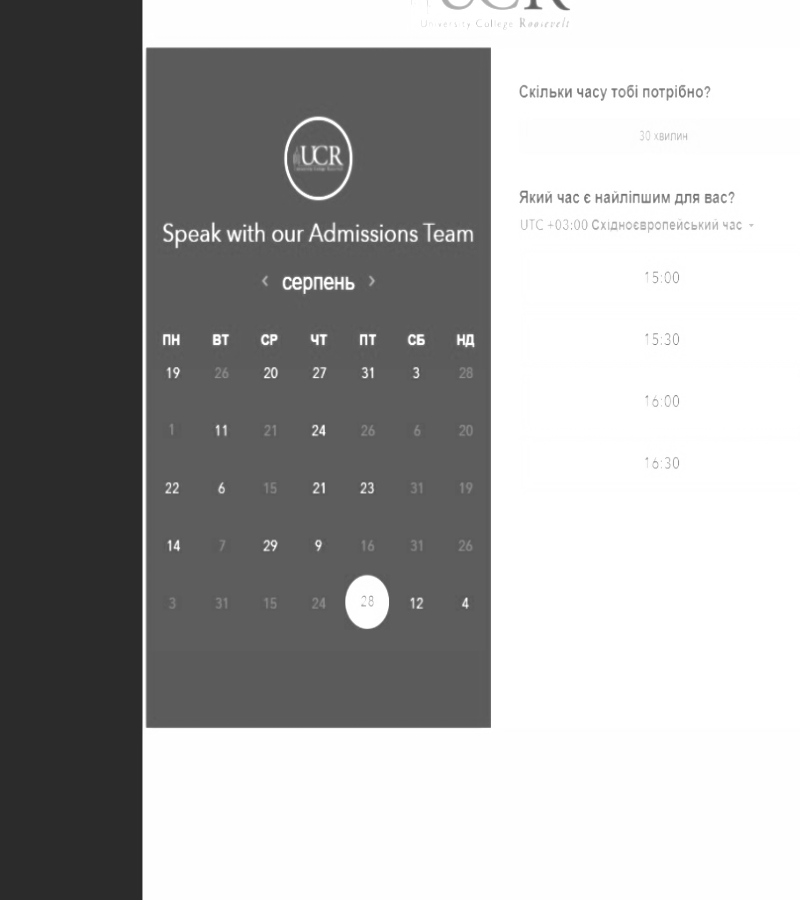 UCR
University College Roosevelt
UCR
Speak with our Admissions Team
‹ серпень ›
ПН ВТ СР ЧТ ПТ СБ НД
19 26 20 27 31 3 28
1 11 21 24 26 6 20
22 6 15 21 23 31 19
14 7 29 9 16 31 26
3 31 15 24 28 12 4
Скільки часу тобі потрібно?
30 хвилин
Який час є найліпшим для вас?
UTC +03:00 Східноєвропейський час
15:00
15:30
16:00
16:30